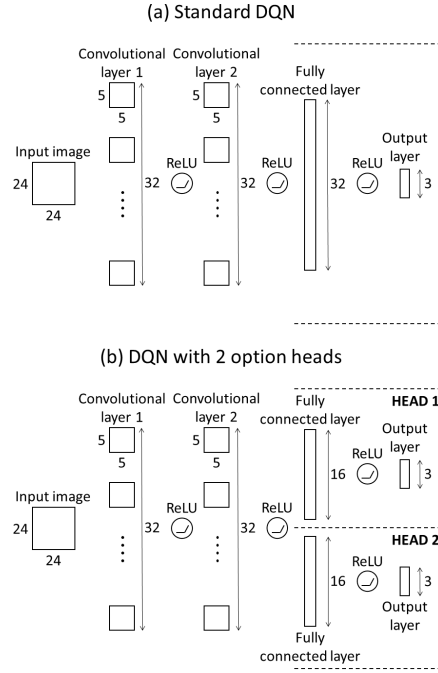 (a) Standard DQN
Convolutional Convolutional
layer 1 layer 2 Fully
connected layer
5 5
5 5
Output
layer
Input image ReLU ReLU ReLU
24 32 32 32 3
24
(b) DQN with 2 option heads
Convolutional Convolutional Fully HEAD 1
layer 1 layer 2 connected layer
Output
layer
5 5
5 5
ReLU
16 3
Input image ReLU ReLU
24 32 32
24
HEAD 2
ReLU
16 3
Output
layer
Fully
connected layer